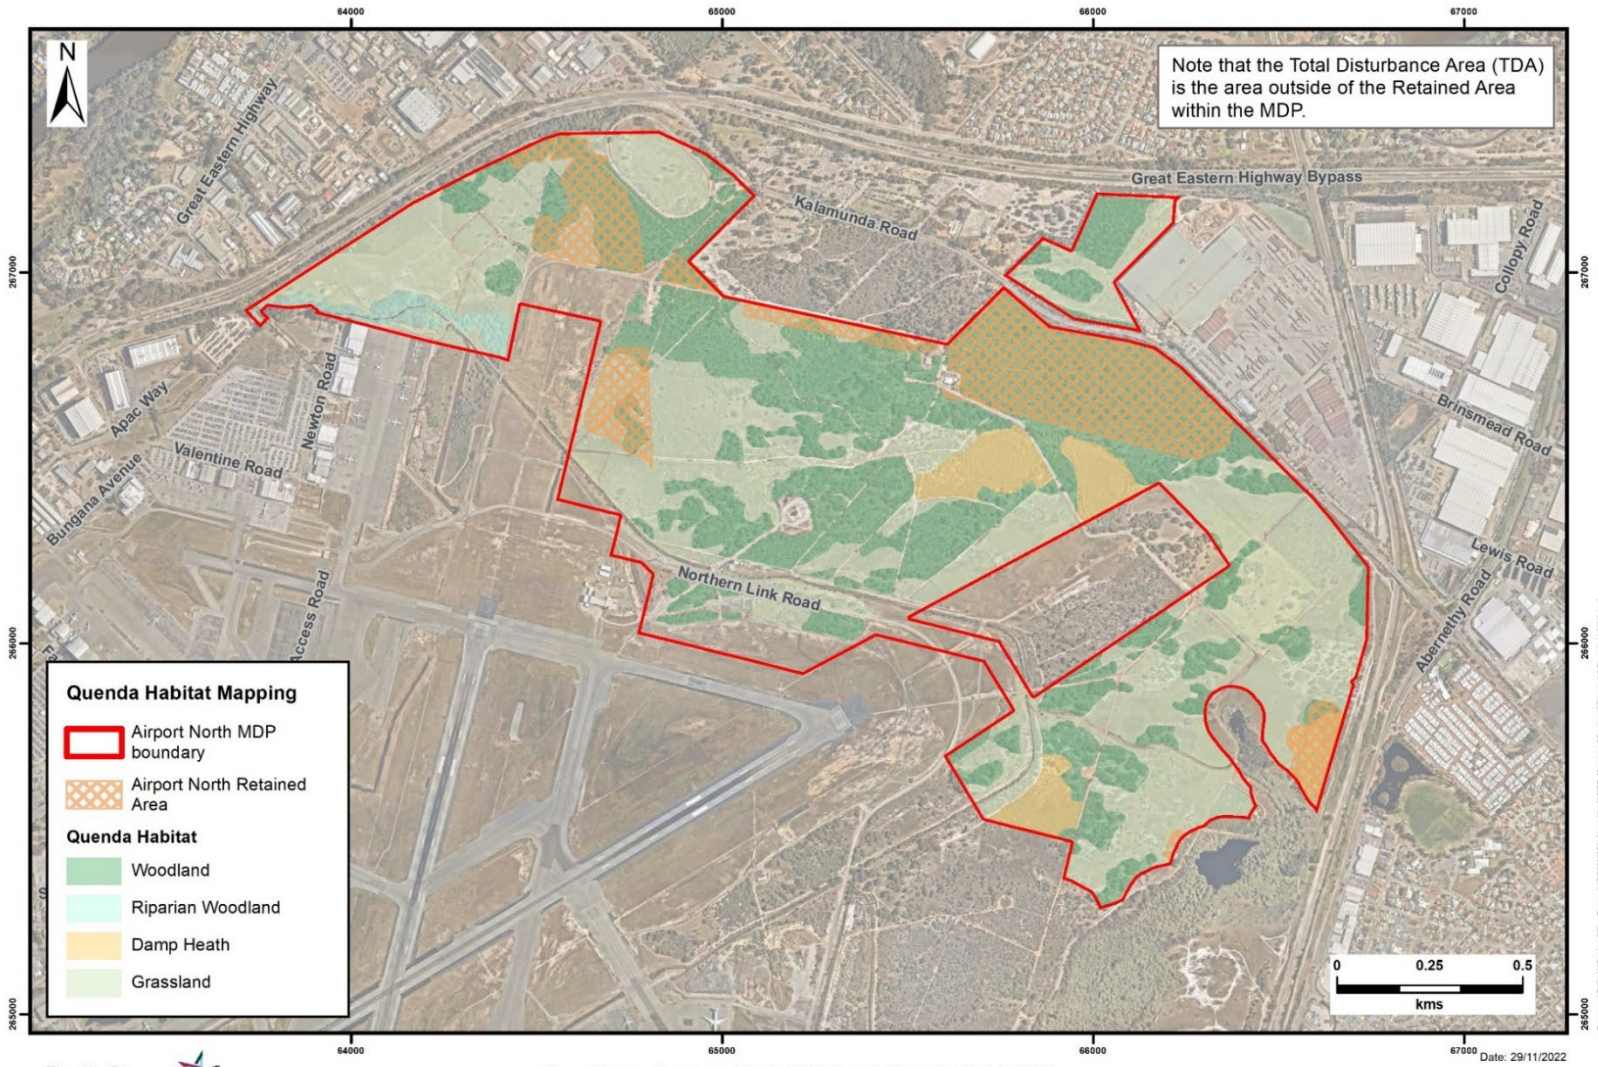 64000
65000
66000
67000
N
Note that the Total Disturbance Area (TDA)
is the area outside of the Retained Area
within the MDP.
Great Eastern Highway
Great Eastern Highway Bypass
Kalamunda Road
Collopy Road
267000
267000
Apac Way
Newton Road
Valentine Road
Bungana Avenue
Brinsmead Road
Lewis Road
Abernethy Road
Northern Link Road
Access Road
266000
266000
Quenda Habitat Mapping
Airport North MDP
boundary
Airport North Retained
Area
Quenda Habitat
Woodland
Riparian Woodland
Damp Heath
Grassland
0 0.25 0.5
kms
265000
265000
64000
65000
66000
67000
Date: 29/11/2022